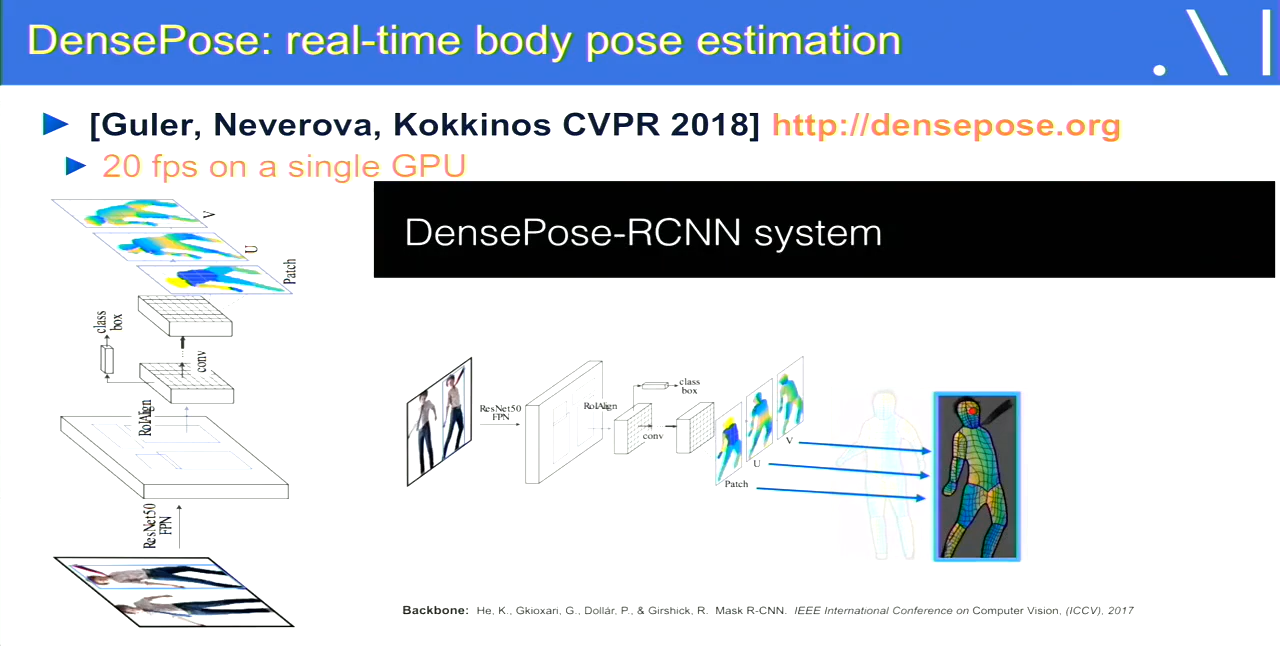 DensePose: real-time body pose estimation
. \ |
[Guler, Neverova, Kokkinos CVPR 2018] http://densepose.org
20 fps on a single GPU
DensePose-RCNN system
V
U
Patch
class
box
conv
RoIAlign
ResNet50
FPN
ResNet50
FPN
RoIAlign
class
box
conv
V
U
Patch
Backbone: He, K., Gkioxari, G., Dollár, P., & Girshick, R. Mask R-CNN. IEEE International Conference on Computer Vision, (ICCV), 2017